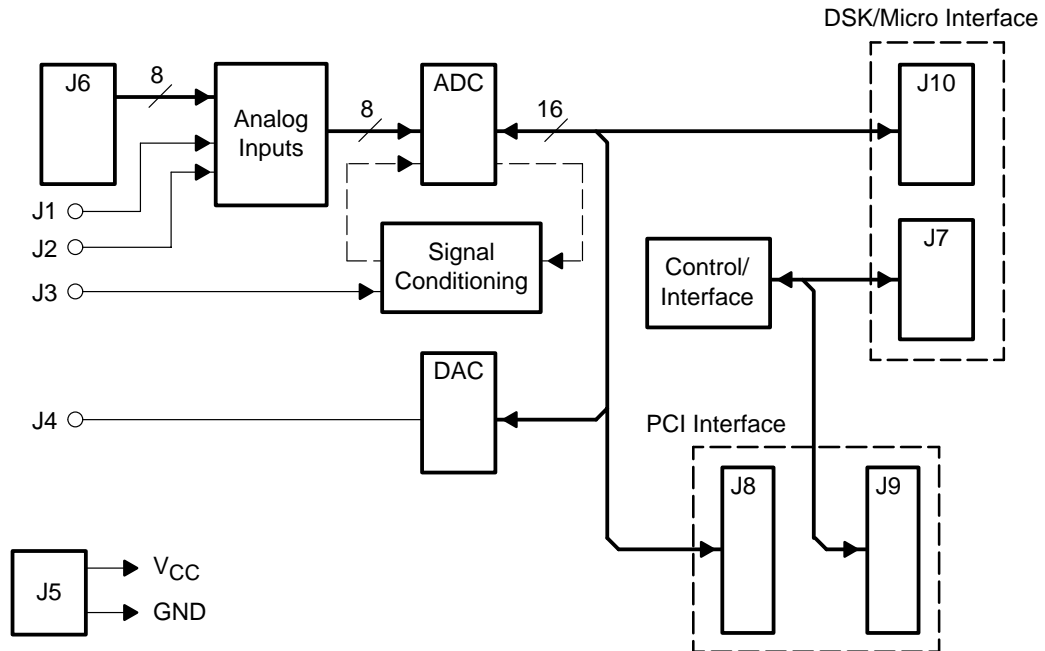 DSK/Micro Interface
J6
8
Analog
Inputs
8
ADC
16
J10
J1
J2
J3
Signal
Conditioning
Control/
Interface
J7
J4
DAC
PCI Interface
J8
J9
J5
VCC
GND